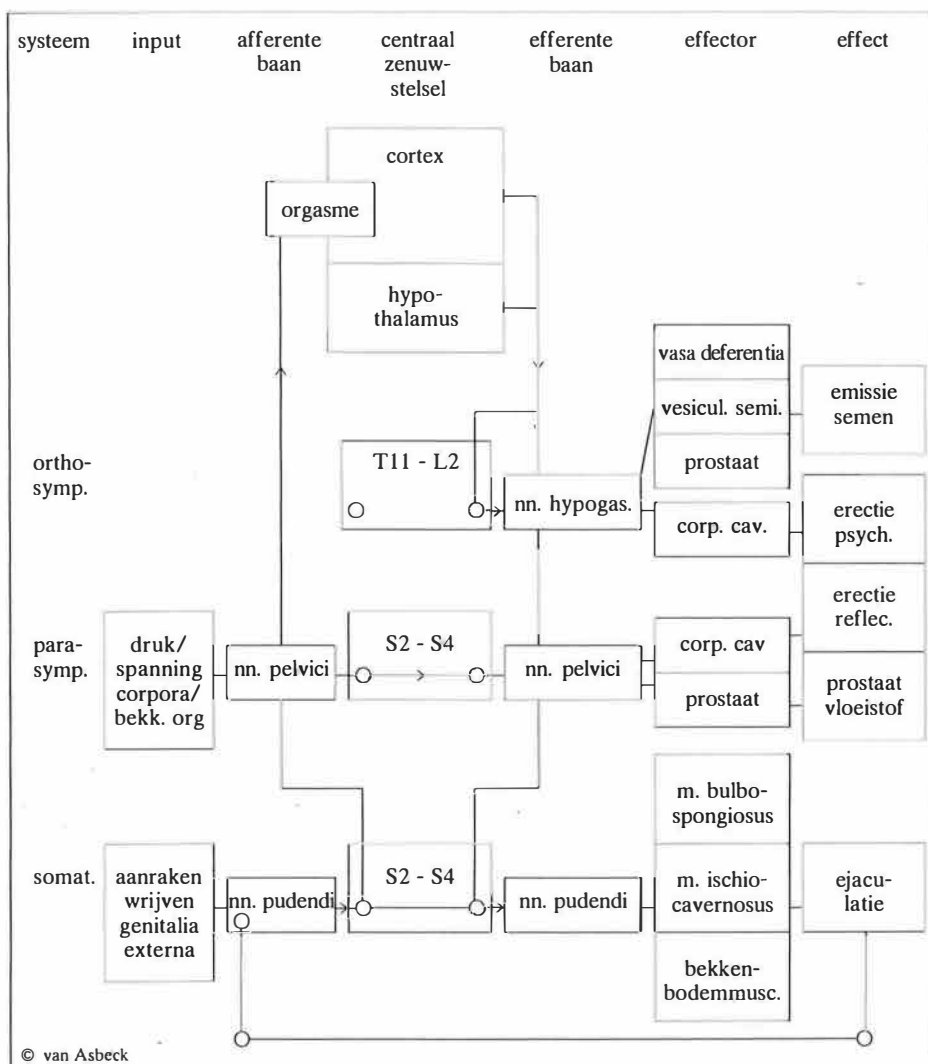 systeem input afferente baan centraal zenuw- stelsel efferente baan effector effect
cortex
orgasme
hypo-
thalamus
vasa deferentia
vesicul. semi.
prostaat
emissie
semen
ortho-
symp.
T11 - L2
nn. hypogas.
corp. cav.
erectie
psych.
para-
symp.
druk/
spanning
corpora/
bekk. org
nn. pelvici
S2 - S4
nn. pelvici
corp. cav
prostaat
erectie
reflec.
prostaat
vloeistof
somat.
aanraken
wrijven
genitalia
externa
nn. pudendi
S2 - S4
nn. pudendi
m. bulbo-
spongiosus
m. ischio-
cavernosus
bekken-
bodemmusc.
ejacu-
latie
© van Asbeck